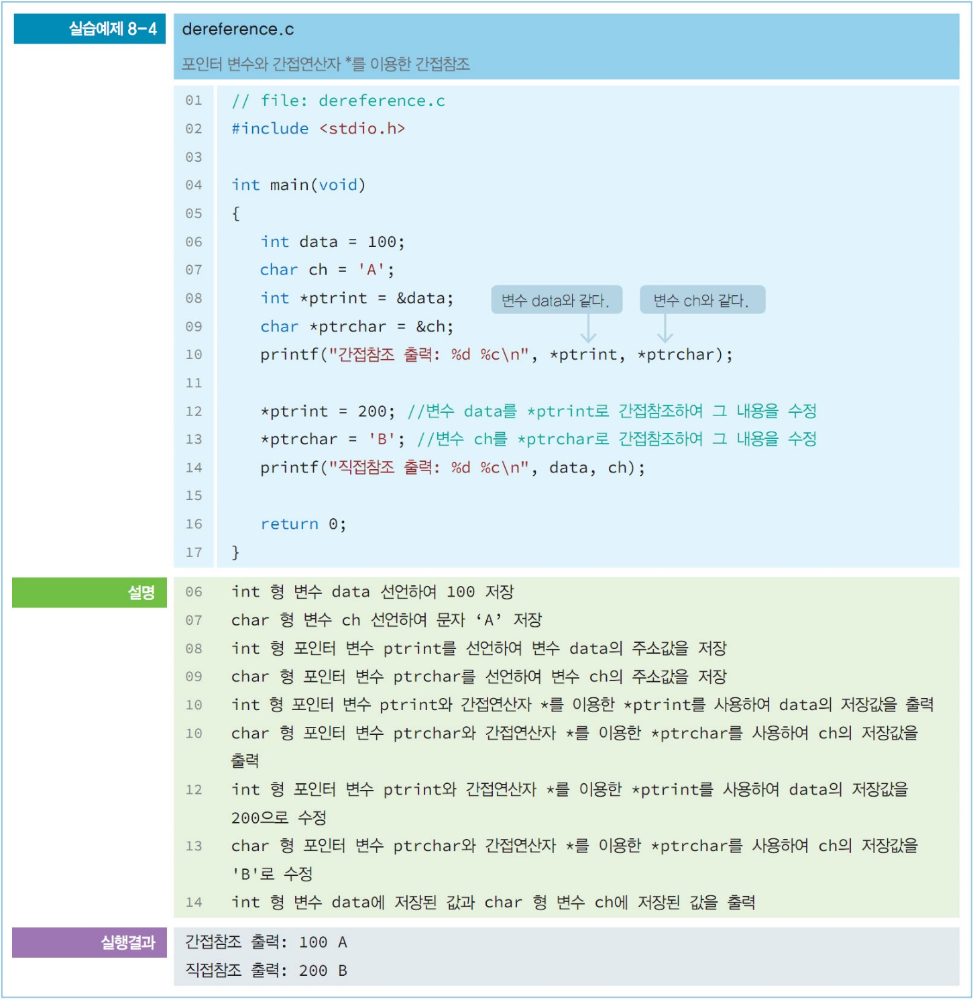 실습예제 8-4
dereference.c
포인터 변수와 간접연산자 *를 이용한 간접참조
01 // file: dereference.c
02 #include <stdio.h>
03
04 int main(void)
05 {
06 int data = 100;
07 char ch = 'A';
08 int *ptrint = &data;
변수 data와 같다.
변수 ch와 같다.
09 char *ptrchar = &ch;
10 printf("간접참조 출력: %d %c\n", *ptrint, *ptrchar);
11
12 *ptrint = 200; //변수 data를 *ptrint로 간접참조하여 그 내용을 수정
13 *ptrchar = 'B'; //변수 ch를 *ptrchar로 간접참조하여 그 내용을 수정
14 printf("직접참조 출력: %d %c\n", data, ch);
15
16 return 0;
17 }
설명
06 int 형 변수 data 선언하여 100 저장
07 char 형 변수 ch 선언하여 문자 ‘A’ 저장
08 int 형 포인터 변수 ptrint를 선언하여 변수 data의 주소값을 저장
09 char 형 포인터 변수 ptrchar를 선언하여 변수 ch의 주소값을 저장
10 int 형 포인터 변수 ptrint와 간접연산자 *를 이용한 *ptrint를 사용하여 data의 저장값을 출력
10 char 형 포인터 변수 ptrchar와 간접연산자 *를 이용한 *ptrchar를 사용하여 ch의 저장값을
출력
12 int 형 포인터 변수 ptrint와 간접연산자 *를 이용한 *ptrint를 사용하여 data의 저장값을
200으로 수정
13 char 형 포인터 변수 ptrchar와 간접연산자 *를 이용한 *ptrchar를 사용하여 ch의 저장값을
'B'로 수정
14 int 형 변수 data에 저장된 값과 char 형 변수 ch에 저장된 값을 출력
실행결과
간접참조 출력: 100 A
직접참조 출력: 200 B